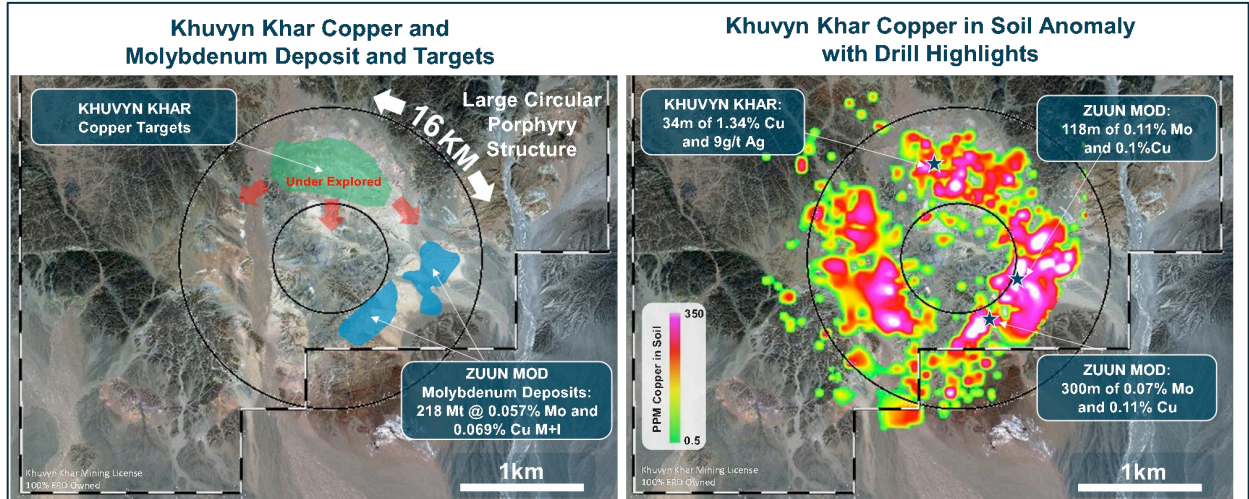 Khuvyn Khar Copper and
Molybdenum Deposit and Targets
KHUVYN KHAR
Copper Targets
16KM
Large Circular
Porphyry
Structure
Under Explored
ZUUN MOD
Molybdenum Deposits:
218 Mt @ 0.057% Mo and
0.069% Cu M+I
Khuvyn Khar Mining License
100% ERD Owned
1km
Khuvyn Khar Copper in Soil Anomaly
with Drill Highlights
KHUVYN KHAR:
34m of 1.34% Cu
and 9g/t Ag
ZUUN MOD:
118m of 0.11% Mo
and 0.1%Cu
350
PPM Copper in Soil
0.5
ZUUN MOD:
300m of 0.07% Mo
and 0.11% Cu
Khuvyn Khar Mining License
100% ERD Owned
1km